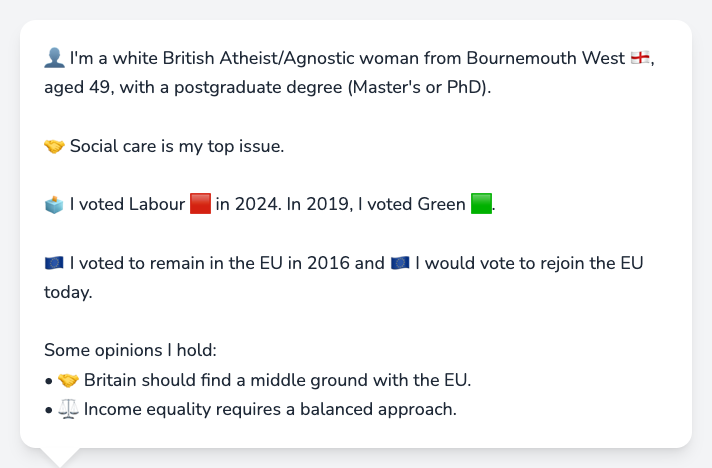 👤 I'm a white British Atheist/Agnostic woman from Bournemouth West 🏴󠁧󠁢󠁥󠁮󠁧󠁿,
aged 49, with a postgraduate degree (Master's or PhD).
🤝 Social care is my top issue.
🗳️ I voted Labour 🟥 in 2024. In 2019, I voted Green 🟩.
🇪🇺 I voted to remain in the EU in 2016 and 🇪🇺 I would vote to rejoin the EU
today.
Some opinions I hold:
• 🤝 Britain should find a middle ground with the EU.
• ⚖️ Income equality requires a balanced approach.